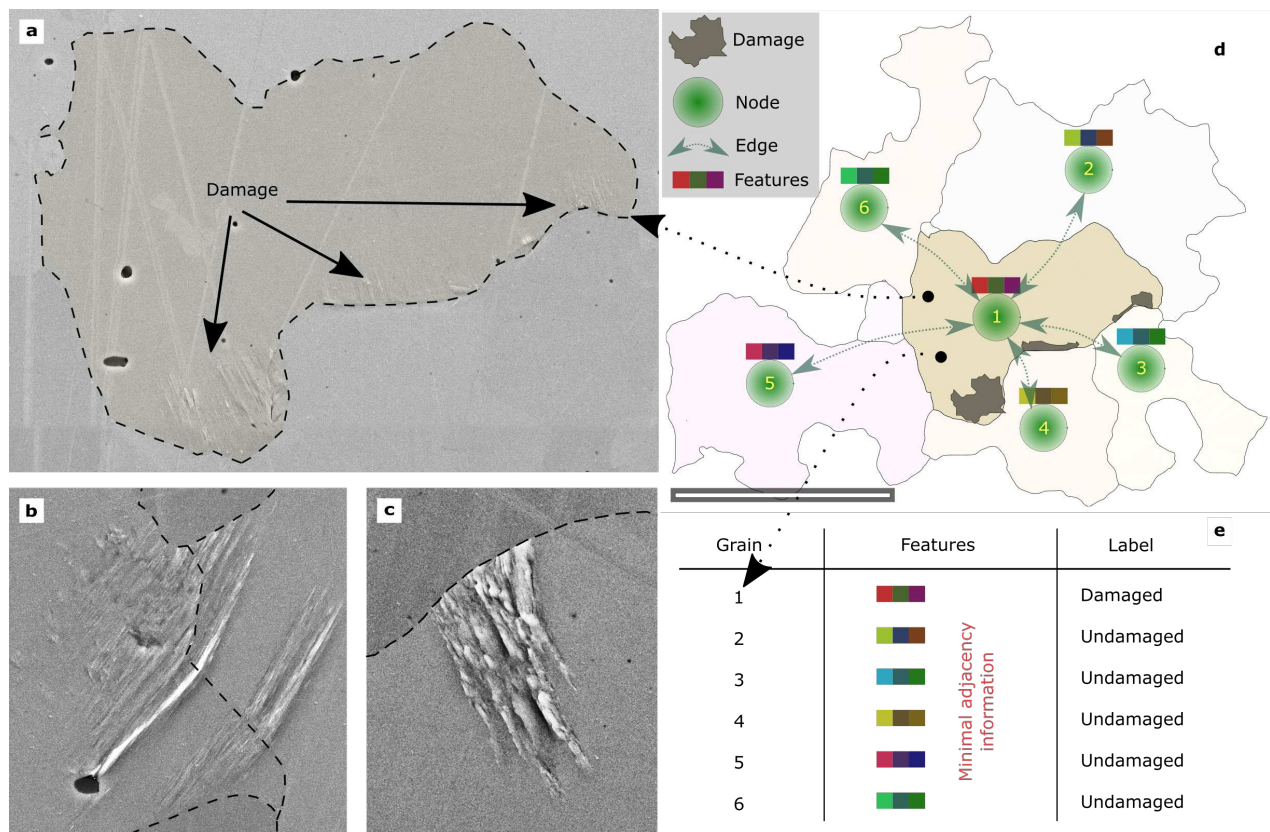 a
Damage
b
c
d
Damage
Node
Edge
Features
1
2
3
4
5
6
e
Grain Features Label
1 Damaged
2 Undamaged
3 Undamaged
4 Undamaged
5 Undamaged
6 Undamaged
Minimal adjacency
information